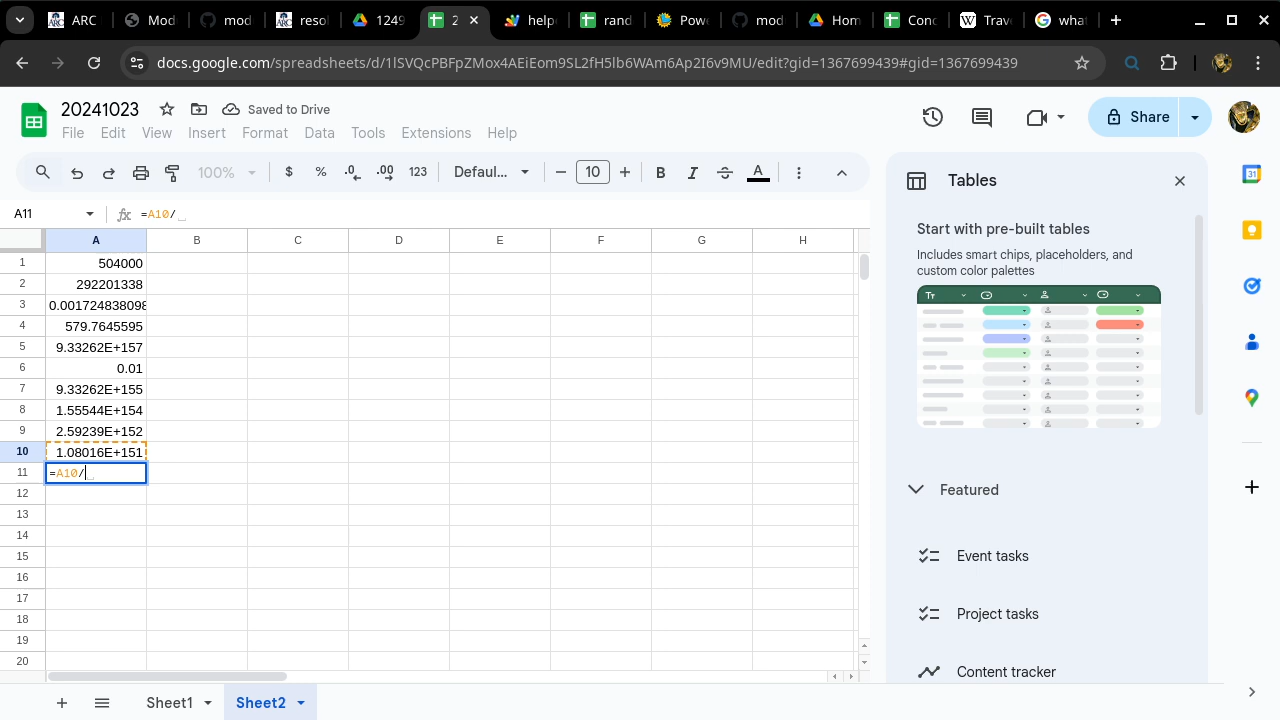 ARC
Mod
mod
reso
1249
2
help
rand
Pow
mod
Hom
Conc
Trav
what
docs.google.com/spreadsheets/d/1lSVQcPBFpZMox4AEiEom9SL2fH5lb6WAm6Ap2I6v9MU/edit?gid=1367699439#gid=1367699439
20241023
Saved to Drive
File Edit View Insert Format Data Tools Extensions Help
Share
100% $ % .0 .00 123 Defaul... 10 B I S A
A11 fx =A10/
A B C D E F G H
1 504000
2 292201338
3 0.001724838098
4 579.7645595
5 9.33262E+157
6 0.01
7 9.33262E+155
8 1.55544E+154
9 2.59239E+152
10 1.08016E+151
11 =A10/
12
13
14
15
16
17
18
19
20
Tables
Start with pre-built tables
Includes smart chips, placeholders, and
custom color palettes
Tт
Featured
Event tasks
Project tasks
Content tracker
31
Sheet1 Sheet2